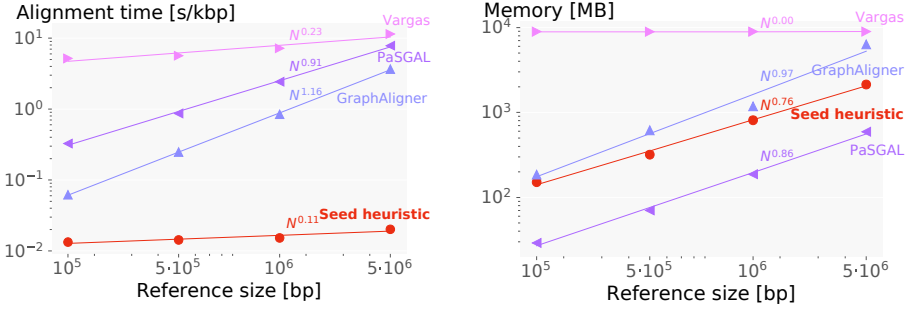 Alignment time [s/kbp]
10^1
10^0
10^-1
10^-2
Vargas
N^0.23
PaSGAL
N^0.91
N^1.16
GraphAligner
N^0.11
Seed heuristic
10^5
5·10^5
10^6
5·10^6
Reference size [bp]
Memory [MB]
10^4
10^3
10^2
N^0.00
Vargas
N^0.97
GraphAligner
N^0.76
Seed heuristic
N^0.86
PaSGAL
10^5
5·10^5
10^6
5·10^6
Reference size [bp]